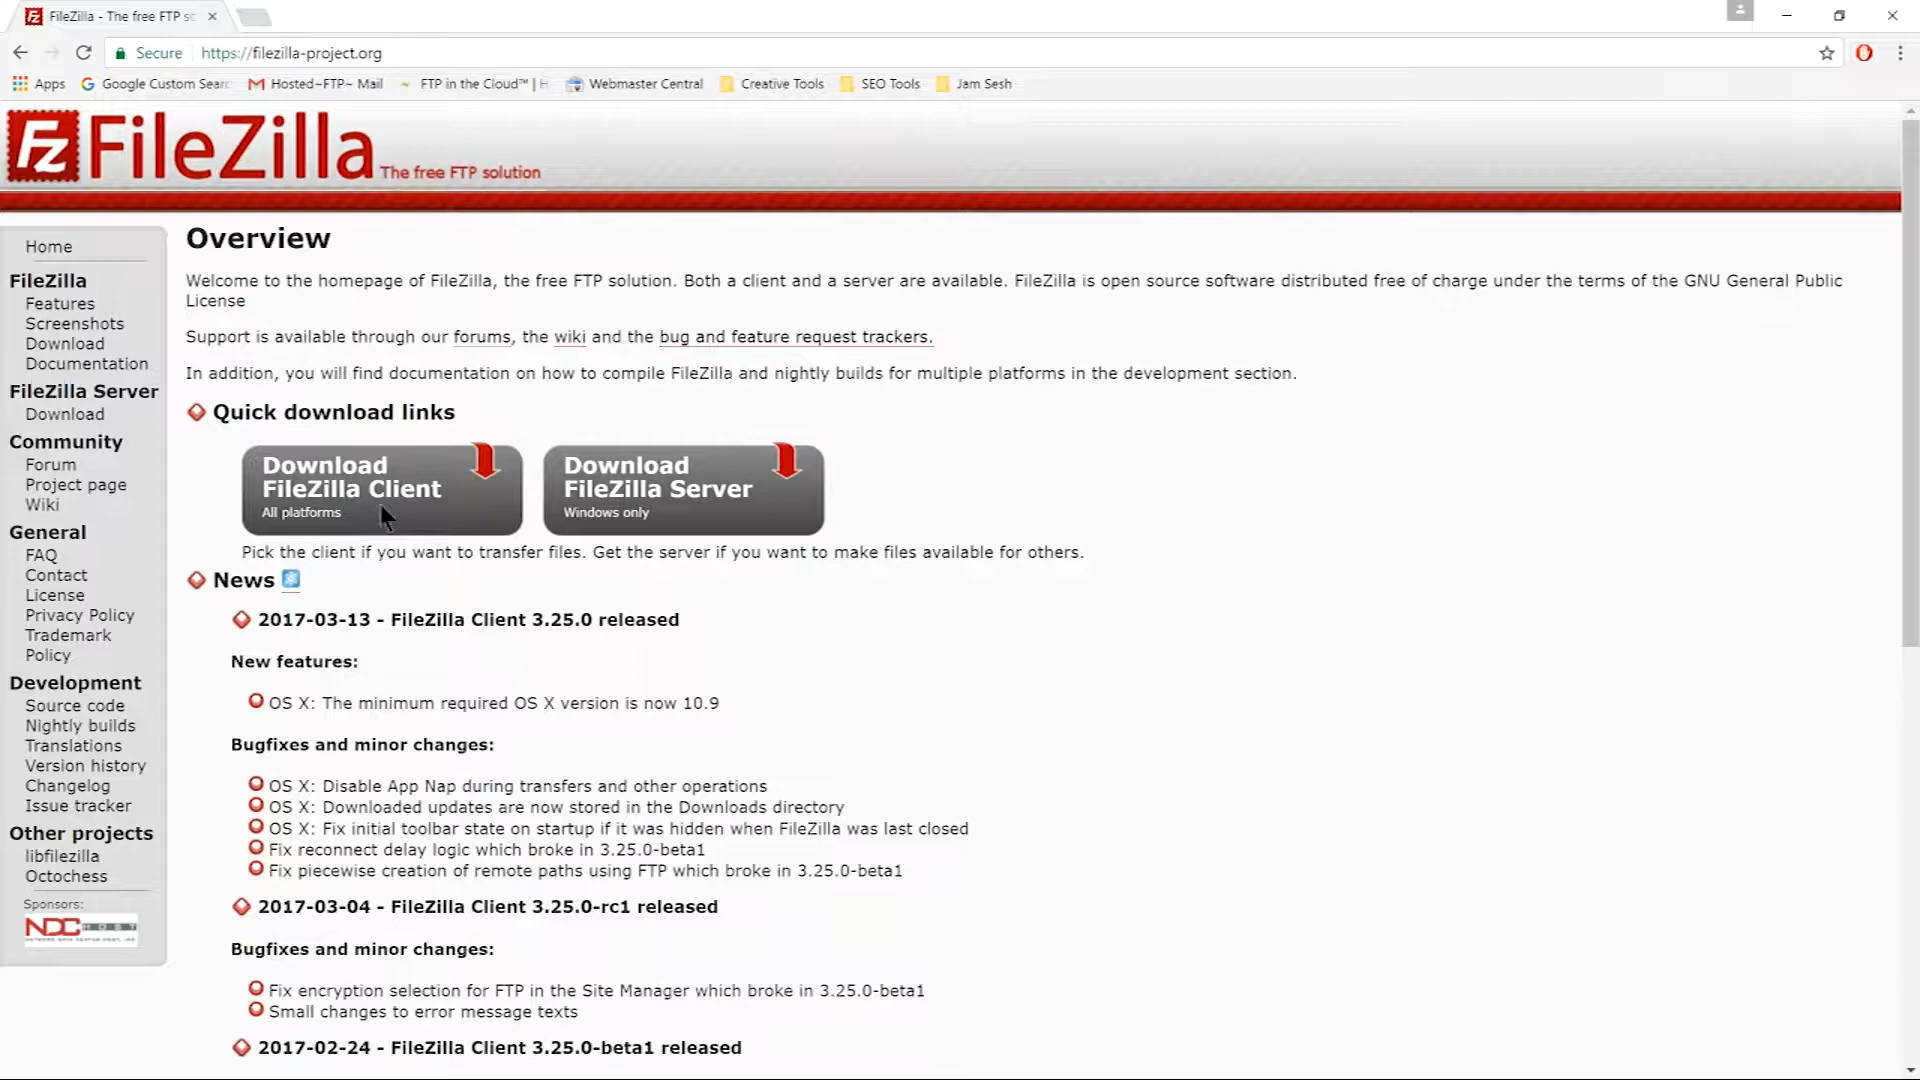 FileZilla - The free FTP sc
Secure https://filezilla-project.org
Apps Google Custom Searc Hosted~FTP~ Mail FTP in the Cloud™ | H Webmaster Central Creative Tools SEO Tools Jam Sesh
Fz FileZilla The free FTP solution
Home
FileZilla
Features
Screenshots
Download
Documentation
FileZilla Server
Download
Community
Forum
Project page
Wiki
General
FAQ
Contact
License
Privacy Policy
Trademark
Policy
Development
Source code
Nightly builds
Translations
Version history
Changelog
Issue tracker
Other projects
libfilezilla
Octochess
Sponsors:
NDC HOST
Overview
Welcome to the homepage of FileZilla, the free FTP solution. Both a client and a server are available. FileZilla is open source software distributed free of charge under the terms of the GNU General Public
License
Support is available through our forums, the wiki and the bug and feature request trackers.
In addition, you will find documentation on how to compile FileZilla and nightly builds for multiple platforms in the development section.
Quick download links
Download
FileZilla Client
All platforms
Download
FileZilla Server
Windows only
Pick the client if you want to transfer files. Get the server if you want to make files available for others.
News
2017-03-13 - FileZilla Client 3.25.0 released
New features:
OS X: The minimum required OS X version is now 10.9
Bugfixes and minor changes:
OS X: Disable App Nap during transfers and other operations
OS X: Downloaded updates are now stored in the Downloads directory
OS X: Fix initial toolbar state on startup if it was hidden when FileZilla was last closed
Fix reconnect delay logic which broke in 3.25.0-beta1
Fix piecewise creation of remote paths using FTP which broke in 3.25.0-beta1
2017-03-04 - FileZilla Client 3.25.0-rc1 released
Bugfixes and minor changes:
Fix encryption selection for FTP in the Site Manager which broke in 3.25.0-beta1
Small changes to error message texts
2017-02-24 - FileZilla Client 3.25.0-beta1 released